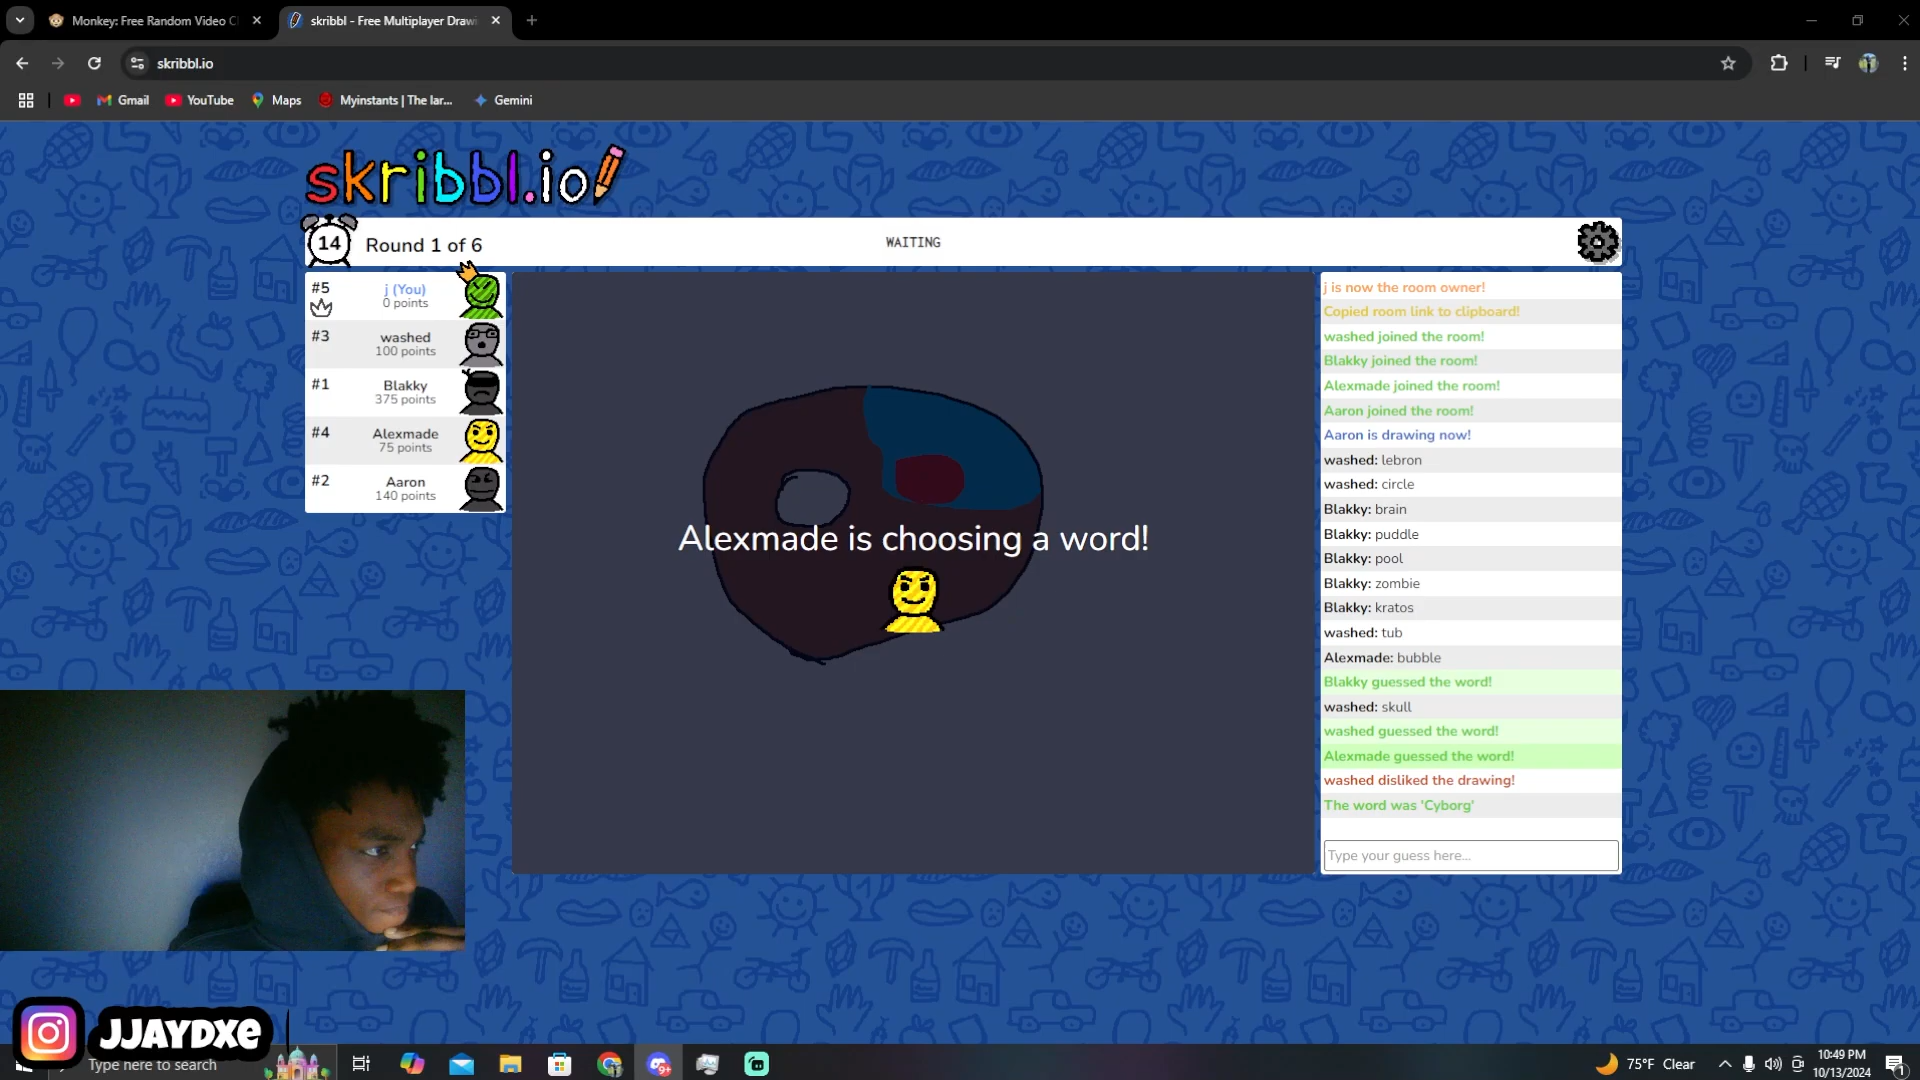 Monkey: Free Random Video C
skribbl - Free Multiplayer Drawi
skribbl.io
Gmail
YouTube
Maps
Myinstants | The lar...
Gemini
skribbl.io
14
Round 1 of 6
WAITING
#5
j (You)
0 points
#3
washed
100 points
#1
Blakky
375 points
#4
Alexmade
75 points
#2
Aaron
140 points
Alexmade is choosing a word!
j is now the room owner!
Copied room link to clipboard!
washed joined the room!
Blakky joined the room!
Alexmade joined the room!
Aaron joined the room!
Aaron is drawing now!
washed: lebron
washed: circle
Blakky: brain
Blakky: puddle
Blakky: pool
Blakky: zombie
Blakky: kratos
washed: tub
Alexmade: bubble
Blakky guessed the word!
washed: skull
washed guessed the word!
Alexmade guessed the word!
washed disliked the drawing!
The word was 'Cyborg'
Type your guess here...
JJAYDXE
Type here to search
9+
75°F Clear
10:49 PM
10/13/2024
1